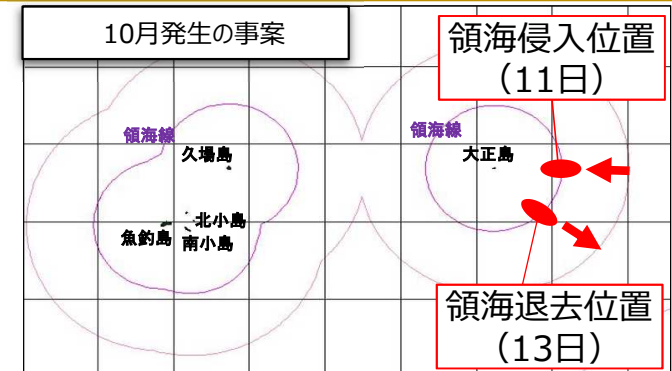 10月発生の事案
領海侵入位置
（11日）
領海線
領海線
久場島
大正島
北小島
魚釣島
南小島
領海退去位置
（13日）